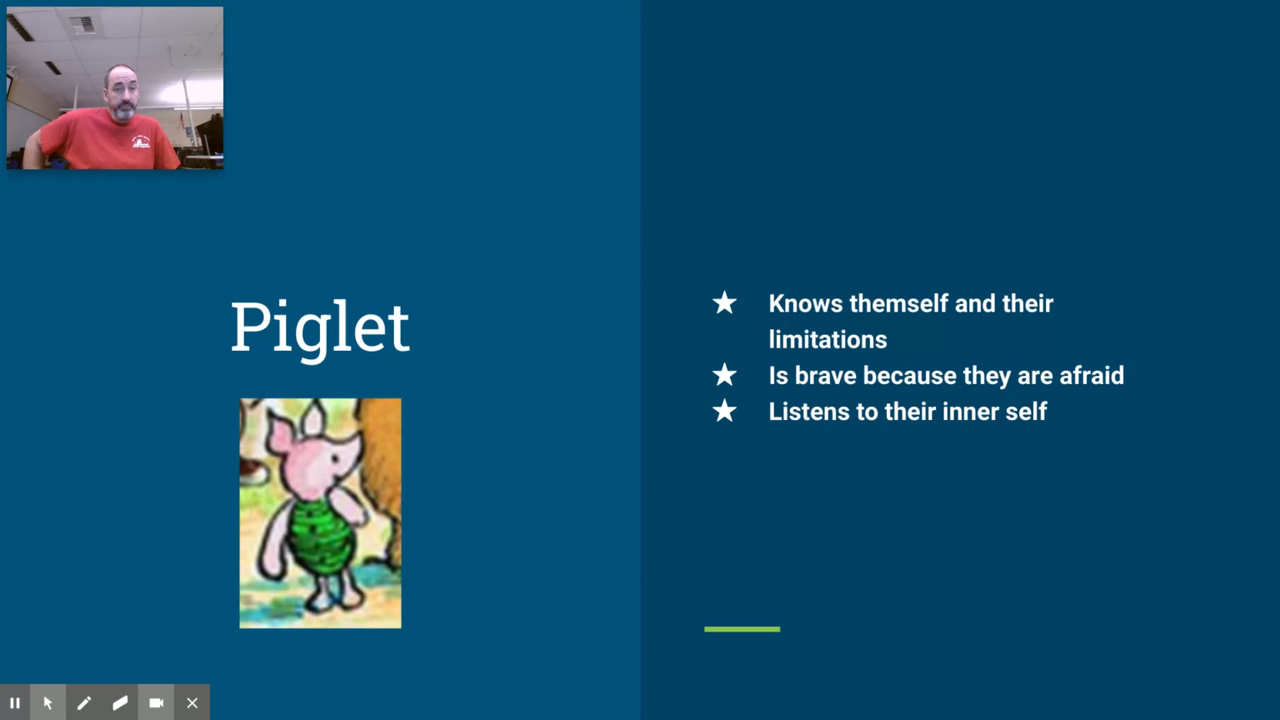 Piglet
★ Knows themself and their
limitations
★ Is brave because they are afraid
★ Listens to their inner self